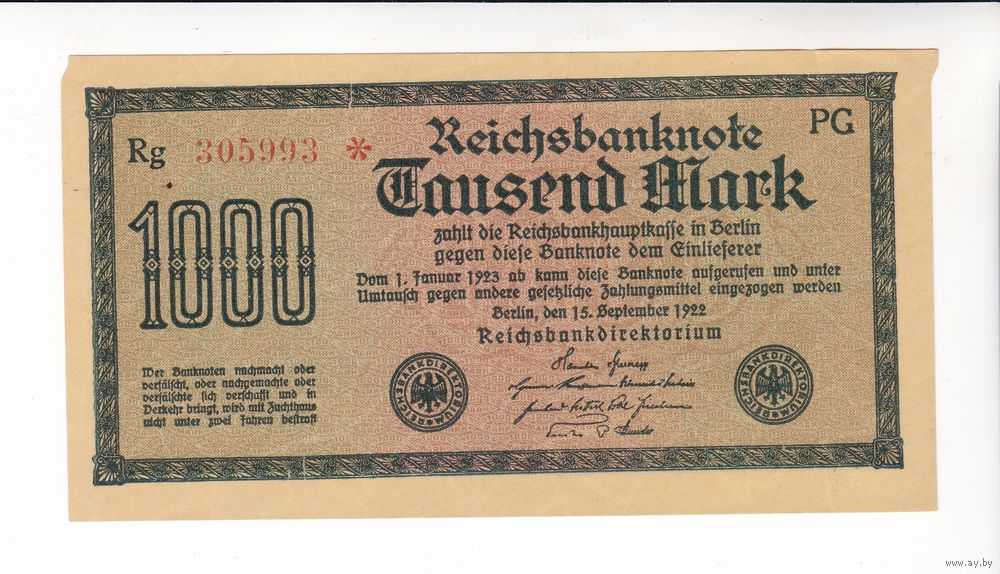 Rg 305993 *
PG
Reichsbanknote
Tausend Mark
zahlt die Reichsbankhauptkasse in Berlin
gegen diese Banknote dem Einlieferer
Vom 1. Januar 1923 ab kann diese Banknote aufgerufen und unter
Umtausch gegen andere gesetzliche Zahlungsmittel eingezogen werden
Berlin, den 15. September 1922
Reichsbankdirektorium
1000
Wer Banknoten nachmacht oder
verfälscht, oder nachgemachte oder
verfälschte sich verschafft und in
Verkehr bringt, wird mit Zuchthaus
nicht unter zwei Jahren bestraft
REICHSBANKDIREKTORIUM
REICHSBANKDIREKTORIUM
www.ay.by